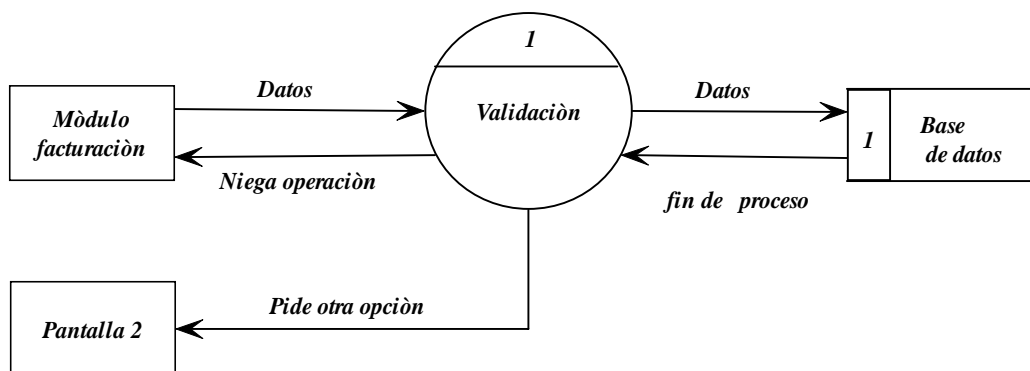 1
Datos
Datos
Mòdulo
facturaciòn
Validaciòn
1
Base
de datos
Niega operaciòn
fin de proceso
Pide otra opciòn
Pantalla 2